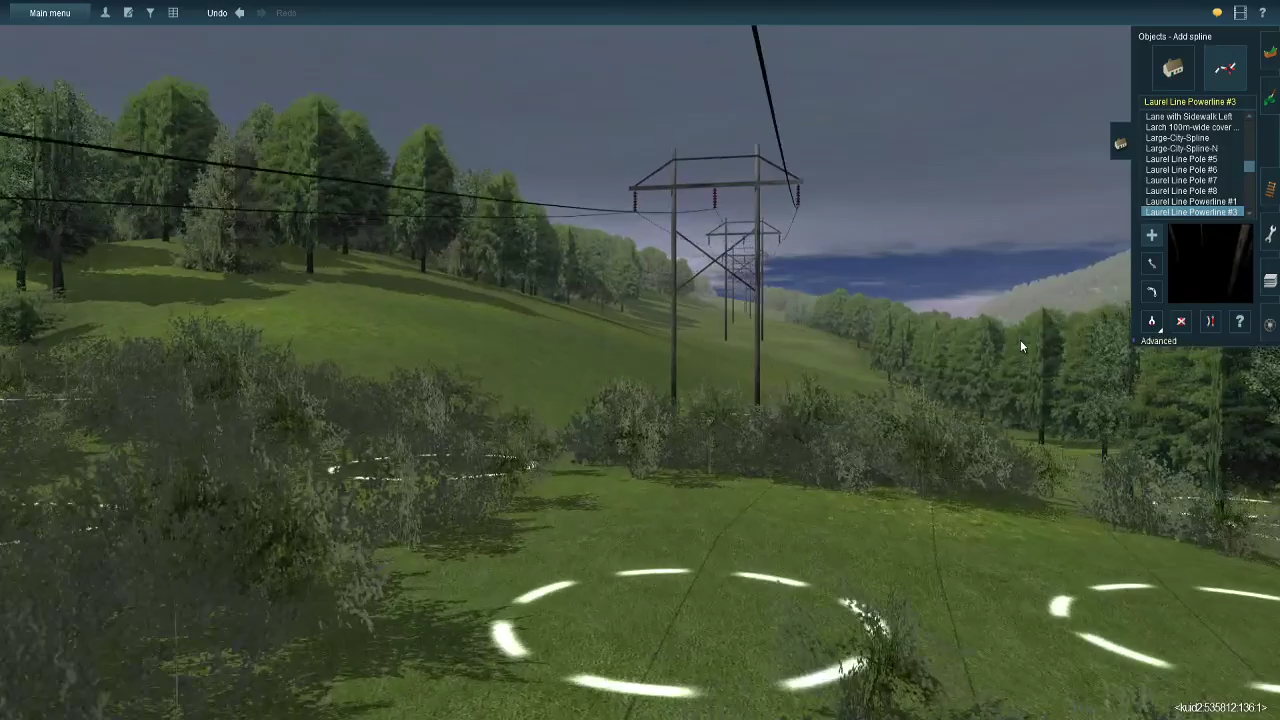 Main menu
Undo
Redo
?
Objects - Add spline
Laurel Line Powerline #3
Lane with Sidewalk Left
Larch 100m-wide cover ...
Large-City-Spline
Large-City-Spline-N
Laurel Line Pole #5
Laurel Line Pole #6
Laurel Line Pole #7
Laurel Line Pole #8
Laurel Line Powerline #1
Laurel Line Powerline #3
?
Advanced
<kuid2:535812:136:1>